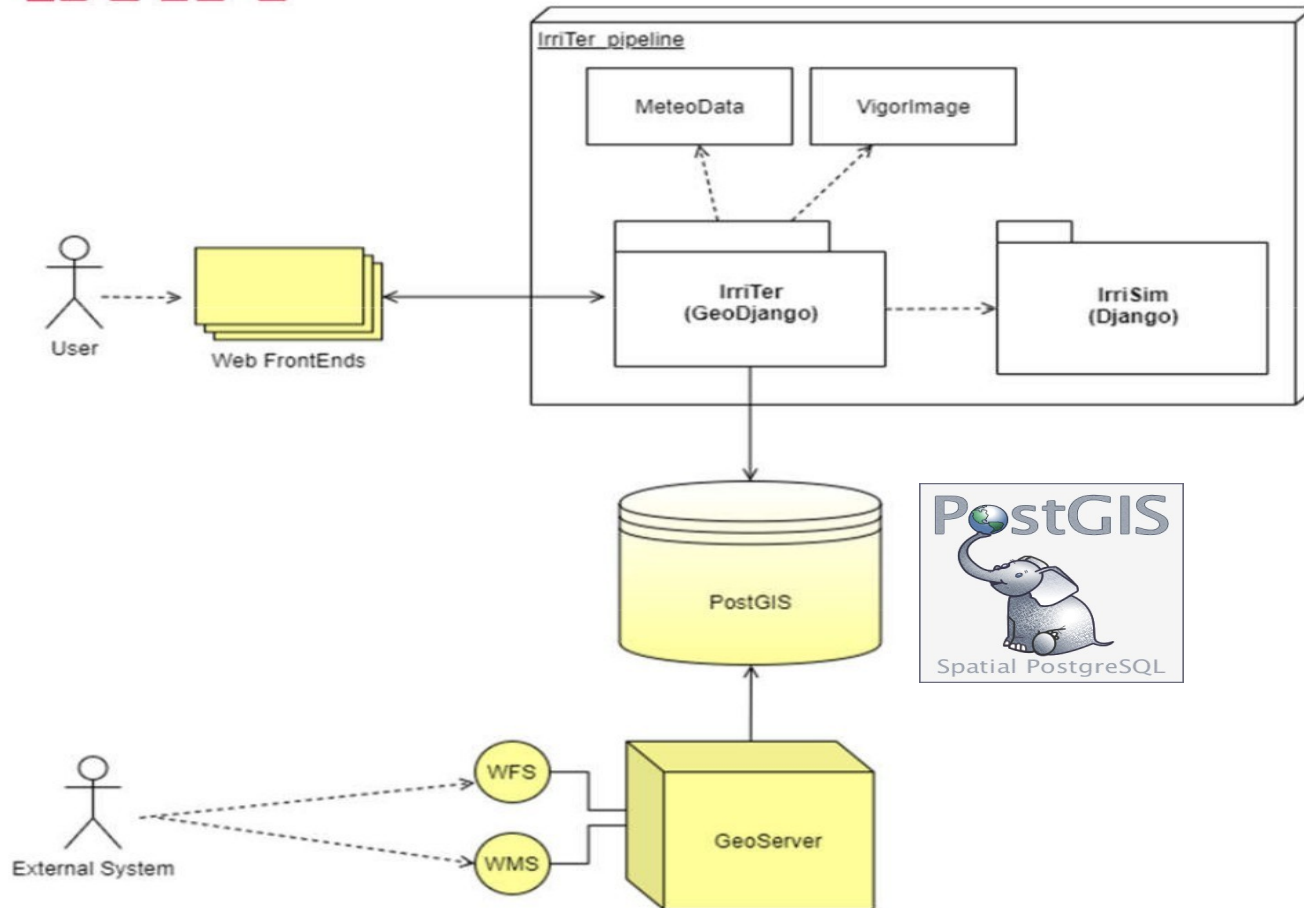 IrriTer_pipeline
MeteoData
VigorImage
IrriTer
(GeoDjango)
IrriSim
(Django)
User
Web FrontEnds
PostGIS
PostGIS
Spatial PostgreSQL
WFS
WMS
GeoServer
External System